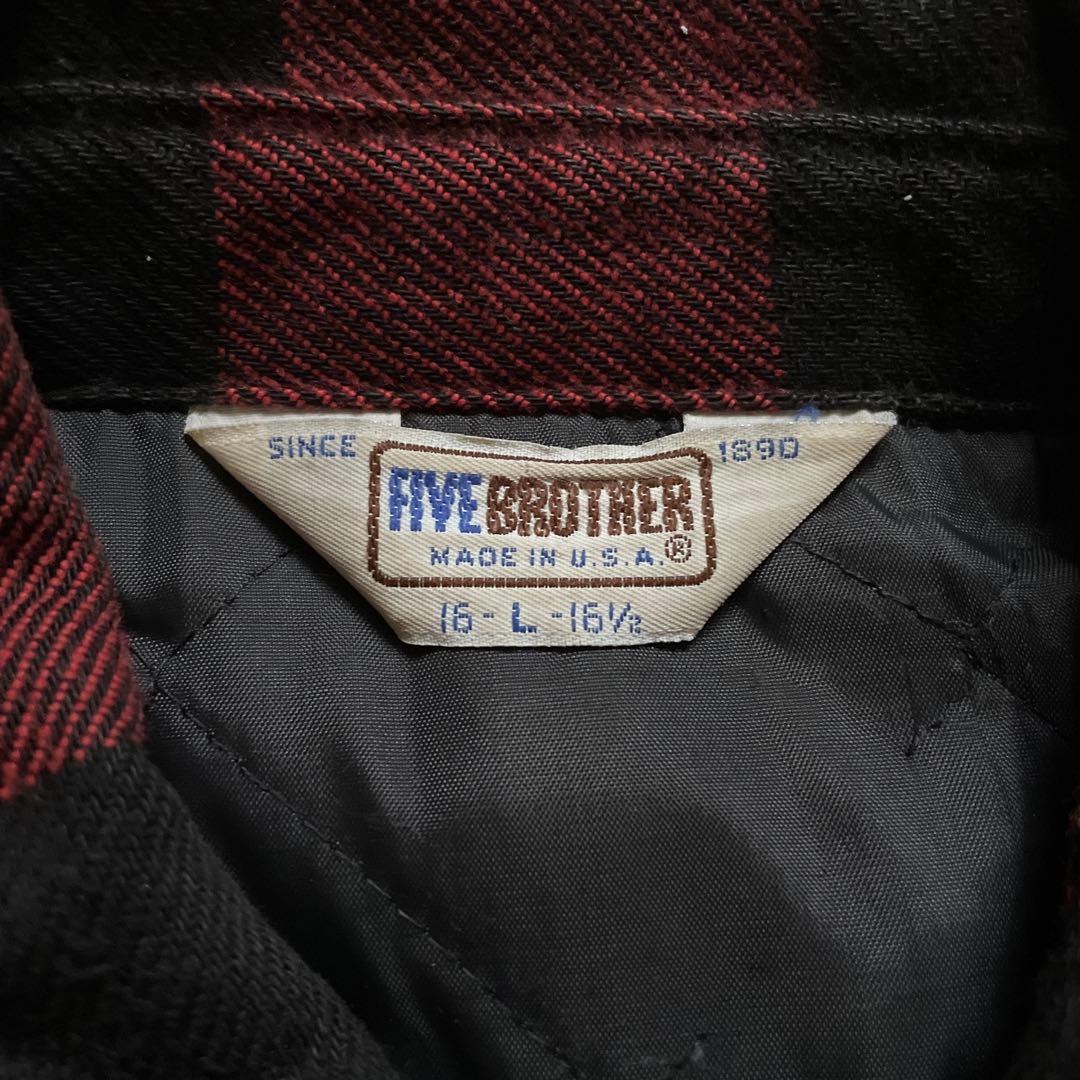 SINCE 1890
FIVE BROTHER
MADE IN U.S.A.®
16-L-16½